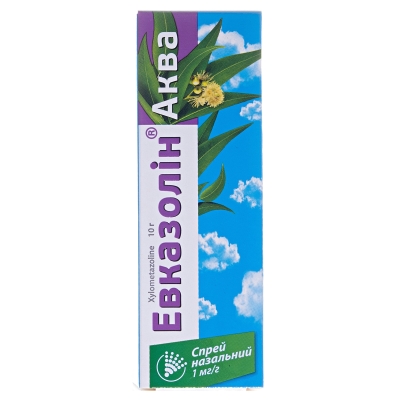 Евказолін® Аква
Xylometazoline 10 г
Спрей
назальний
1 мг/г